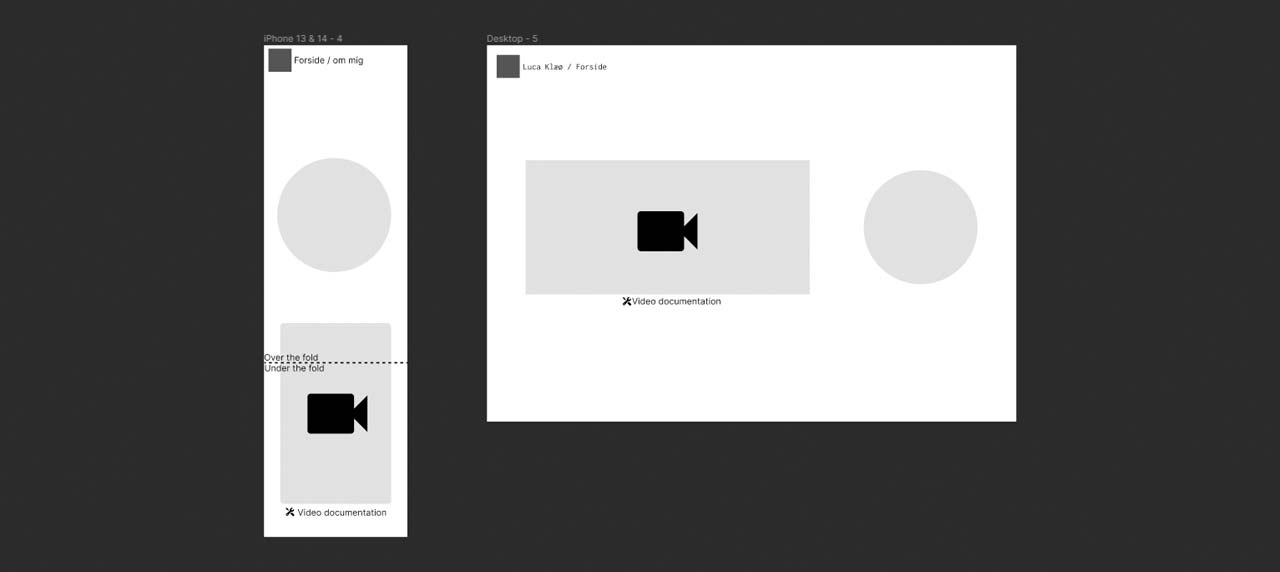 iPhone 13 & 14 - 4
Forside / om mig
Over the fold
Under the fold
Video documentation
Desktop - 5
Luca Klæø / Forside
Video documentation